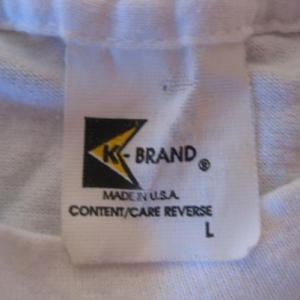 K-BRAND®
MADE IN U.S.A.
CONTENT/CARE REVERSE
L